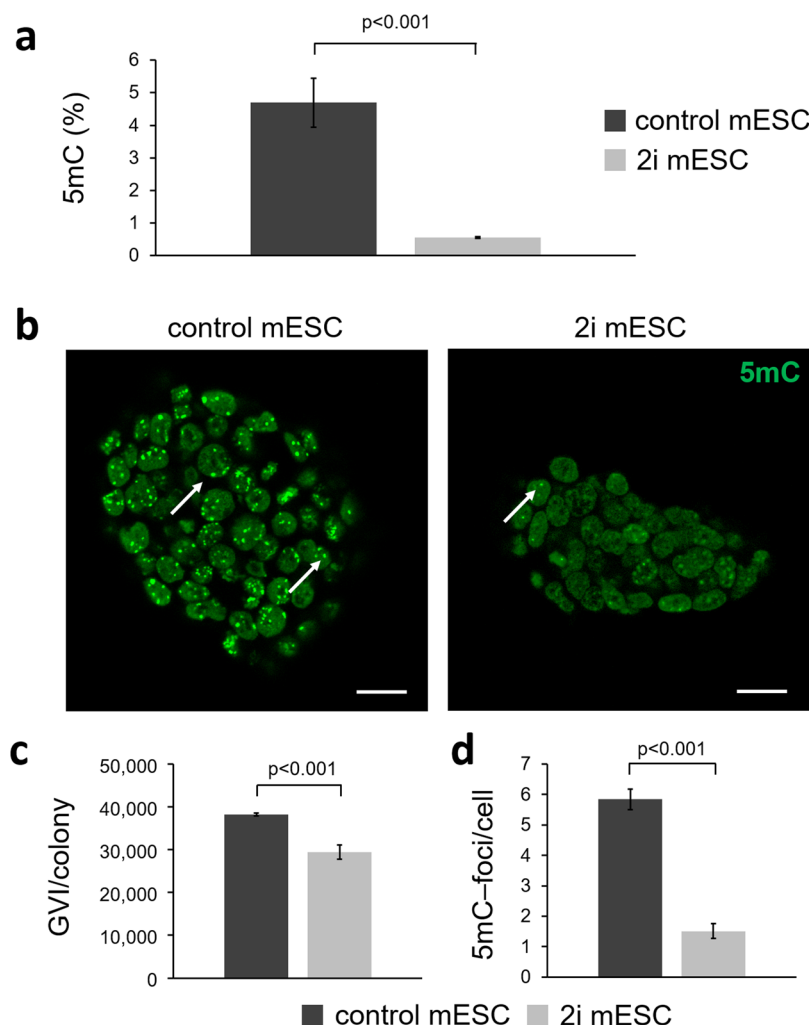 a
p<0.001
6
5
4
3
2
1
0
5mC (%)
control mESC
2i mESC
b
control mESC
2i mESC
5mC
c
50,000
40,000
30,000
20,000
10,000
0
GVI/colony
p<0.001
d
7
6
5
4
3
2
1
0
5mC–foci/cell
p<0.001
control mESC
2i mESC